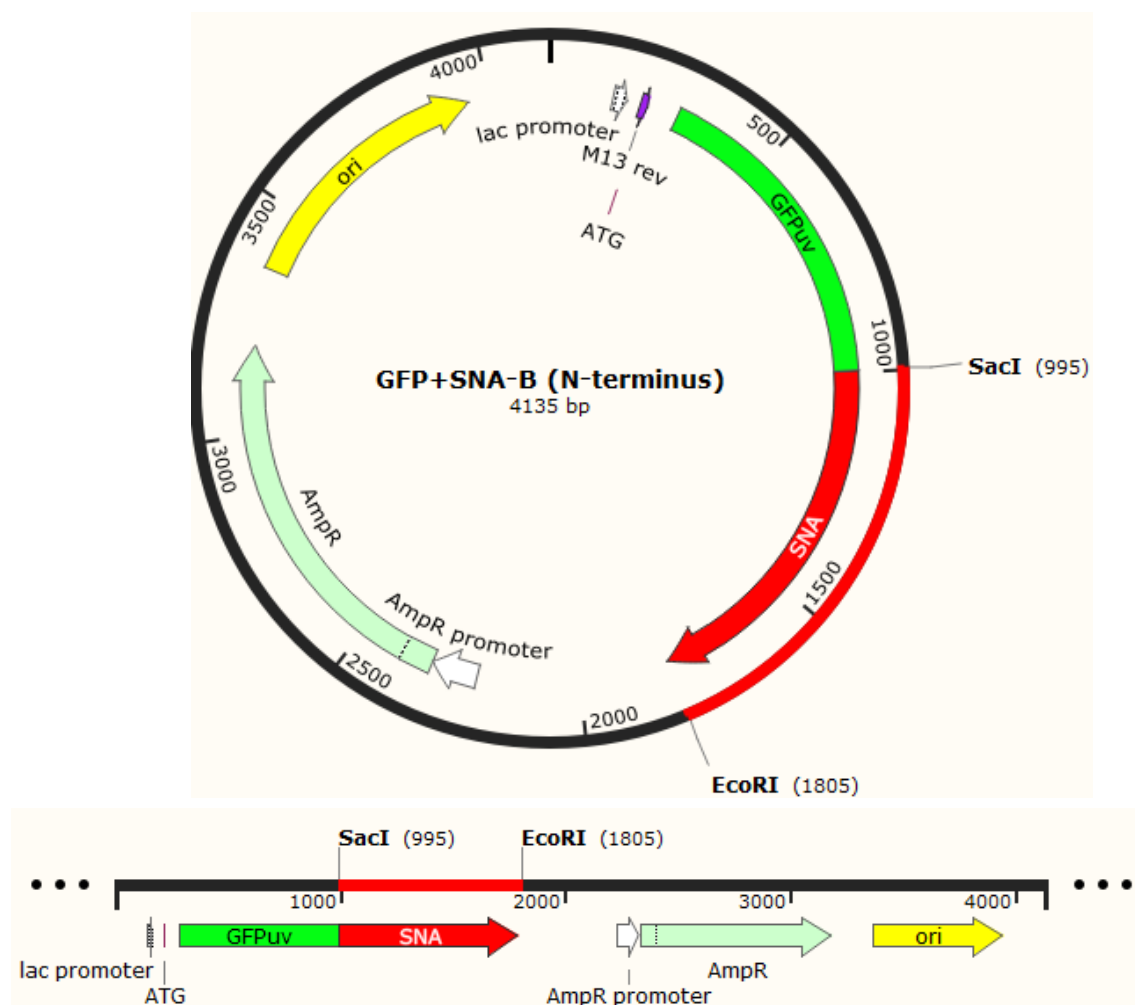 4000
500
lac promoter
M13 rev
ATG
ori
GFPuv
3500
1000
SacI (995)
GFP+SNA-B (N-terminus)
4135 bp
3000
AmpR
SNA
1500
AmpR promoter
2500
2000
EcoRI (1805)
SacI (995) EcoRI (1805)
1000 2000 3000 4000
GFPuv SNA ori
lac promoter AmpR
ATG AmpR promoter